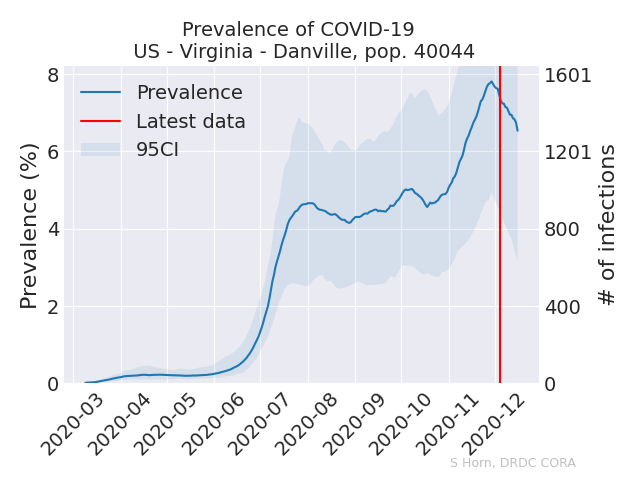 Prevalence of COVID-19
US - Virginia - Danville, pop. 40044
Prevalence
Latest data
95CI
Prevalence (%)
8
6
4
2
0
1601
1201
800
400
0
# of infections
2020-03
2020-04
2020-05
2020-06
2020-07
2020-08
2020-09
2020-10
2020-11
2020-12
S Horn, DRDC CORA